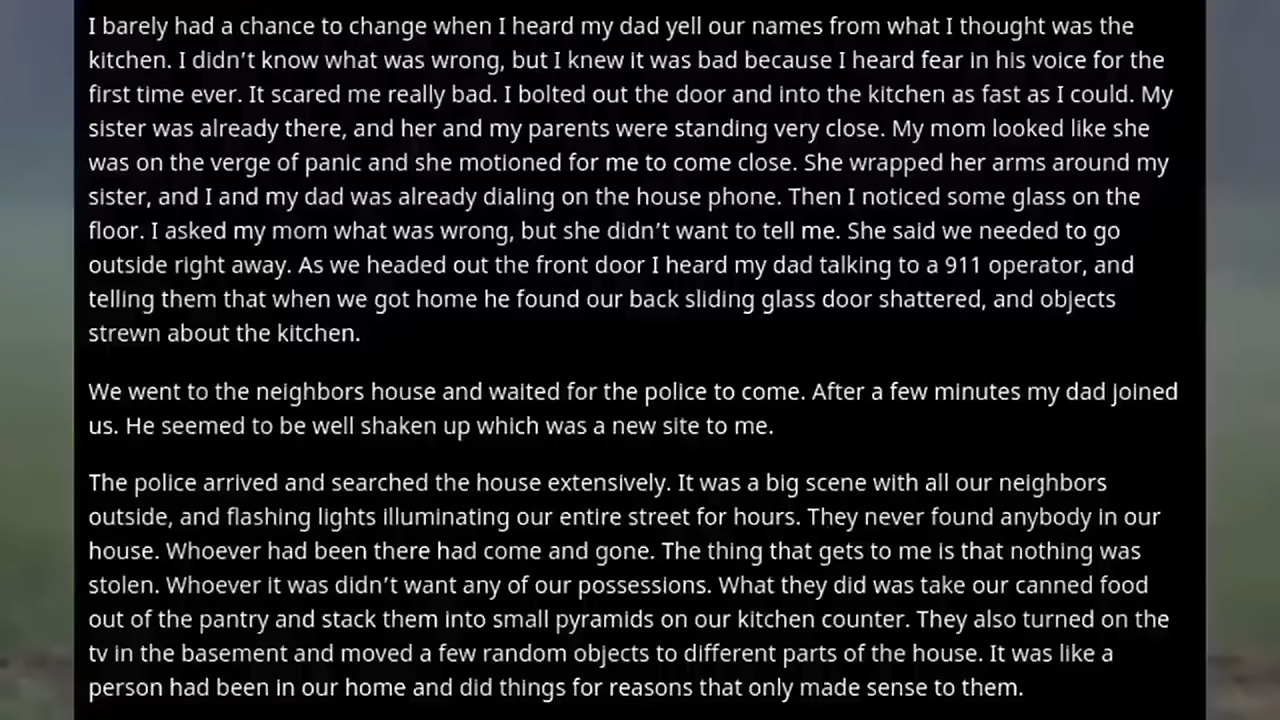 I barely had a chance to change when I heard my dad yell our names from what I thought was the
kitchen. I didn’t know what was wrong, but I knew it was bad because I heard fear in his voice for the
first time ever. It scared me really bad. I bolted out the door and into the kitchen as fast as I could. My
sister was already there, and her and my parents were standing very close. My mom looked like she
was on the verge of panic and she motioned for me to come close. She wrapped her arms around my
sister, and I and my dad was already dialing on the house phone. Then I noticed some glass on the
floor. I asked my mom what was wrong, but she didn’t want to tell me. She said we needed to go
outside right away. As we headed out the front door I heard my dad talking to a 911 operator, and
telling them that when we got home he found our back sliding glass door shattered, and objects
strewn about the kitchen.
We went to the neighbors house and waited for the police to come. After a few minutes my dad joined
us. He seemed to be well shaken up which was a new site to me.
The police arrived and searched the house extensively. It was a big scene with all our neighbors
outside, and flashing lights illuminating our entire street for hours. They never found anybody in our
house. Whoever had been there had come and gone. The thing that gets to me is that nothing was
stolen. Whoever it was didn’t want any of our possessions. What they did was take our canned food
out of the pantry and stack them into small pyramids on our kitchen counter. They also turned on the
tv in the basement and moved a few random objects to different parts of the house. It was like a
person had been in our home and did things for reasons that only made sense to them.